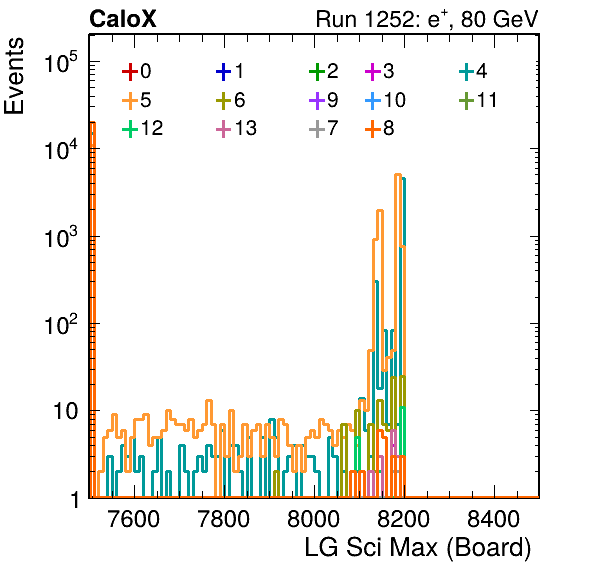 CaloX Run 1252: e⁺, 80 GeV
Events
10⁵
10⁴
10³
10²
10
1
0 1 2 3 4
5 6 9 10 11
12 13 7 8
7600 7800 8000 8200 8400
LG Sci Max (Board)